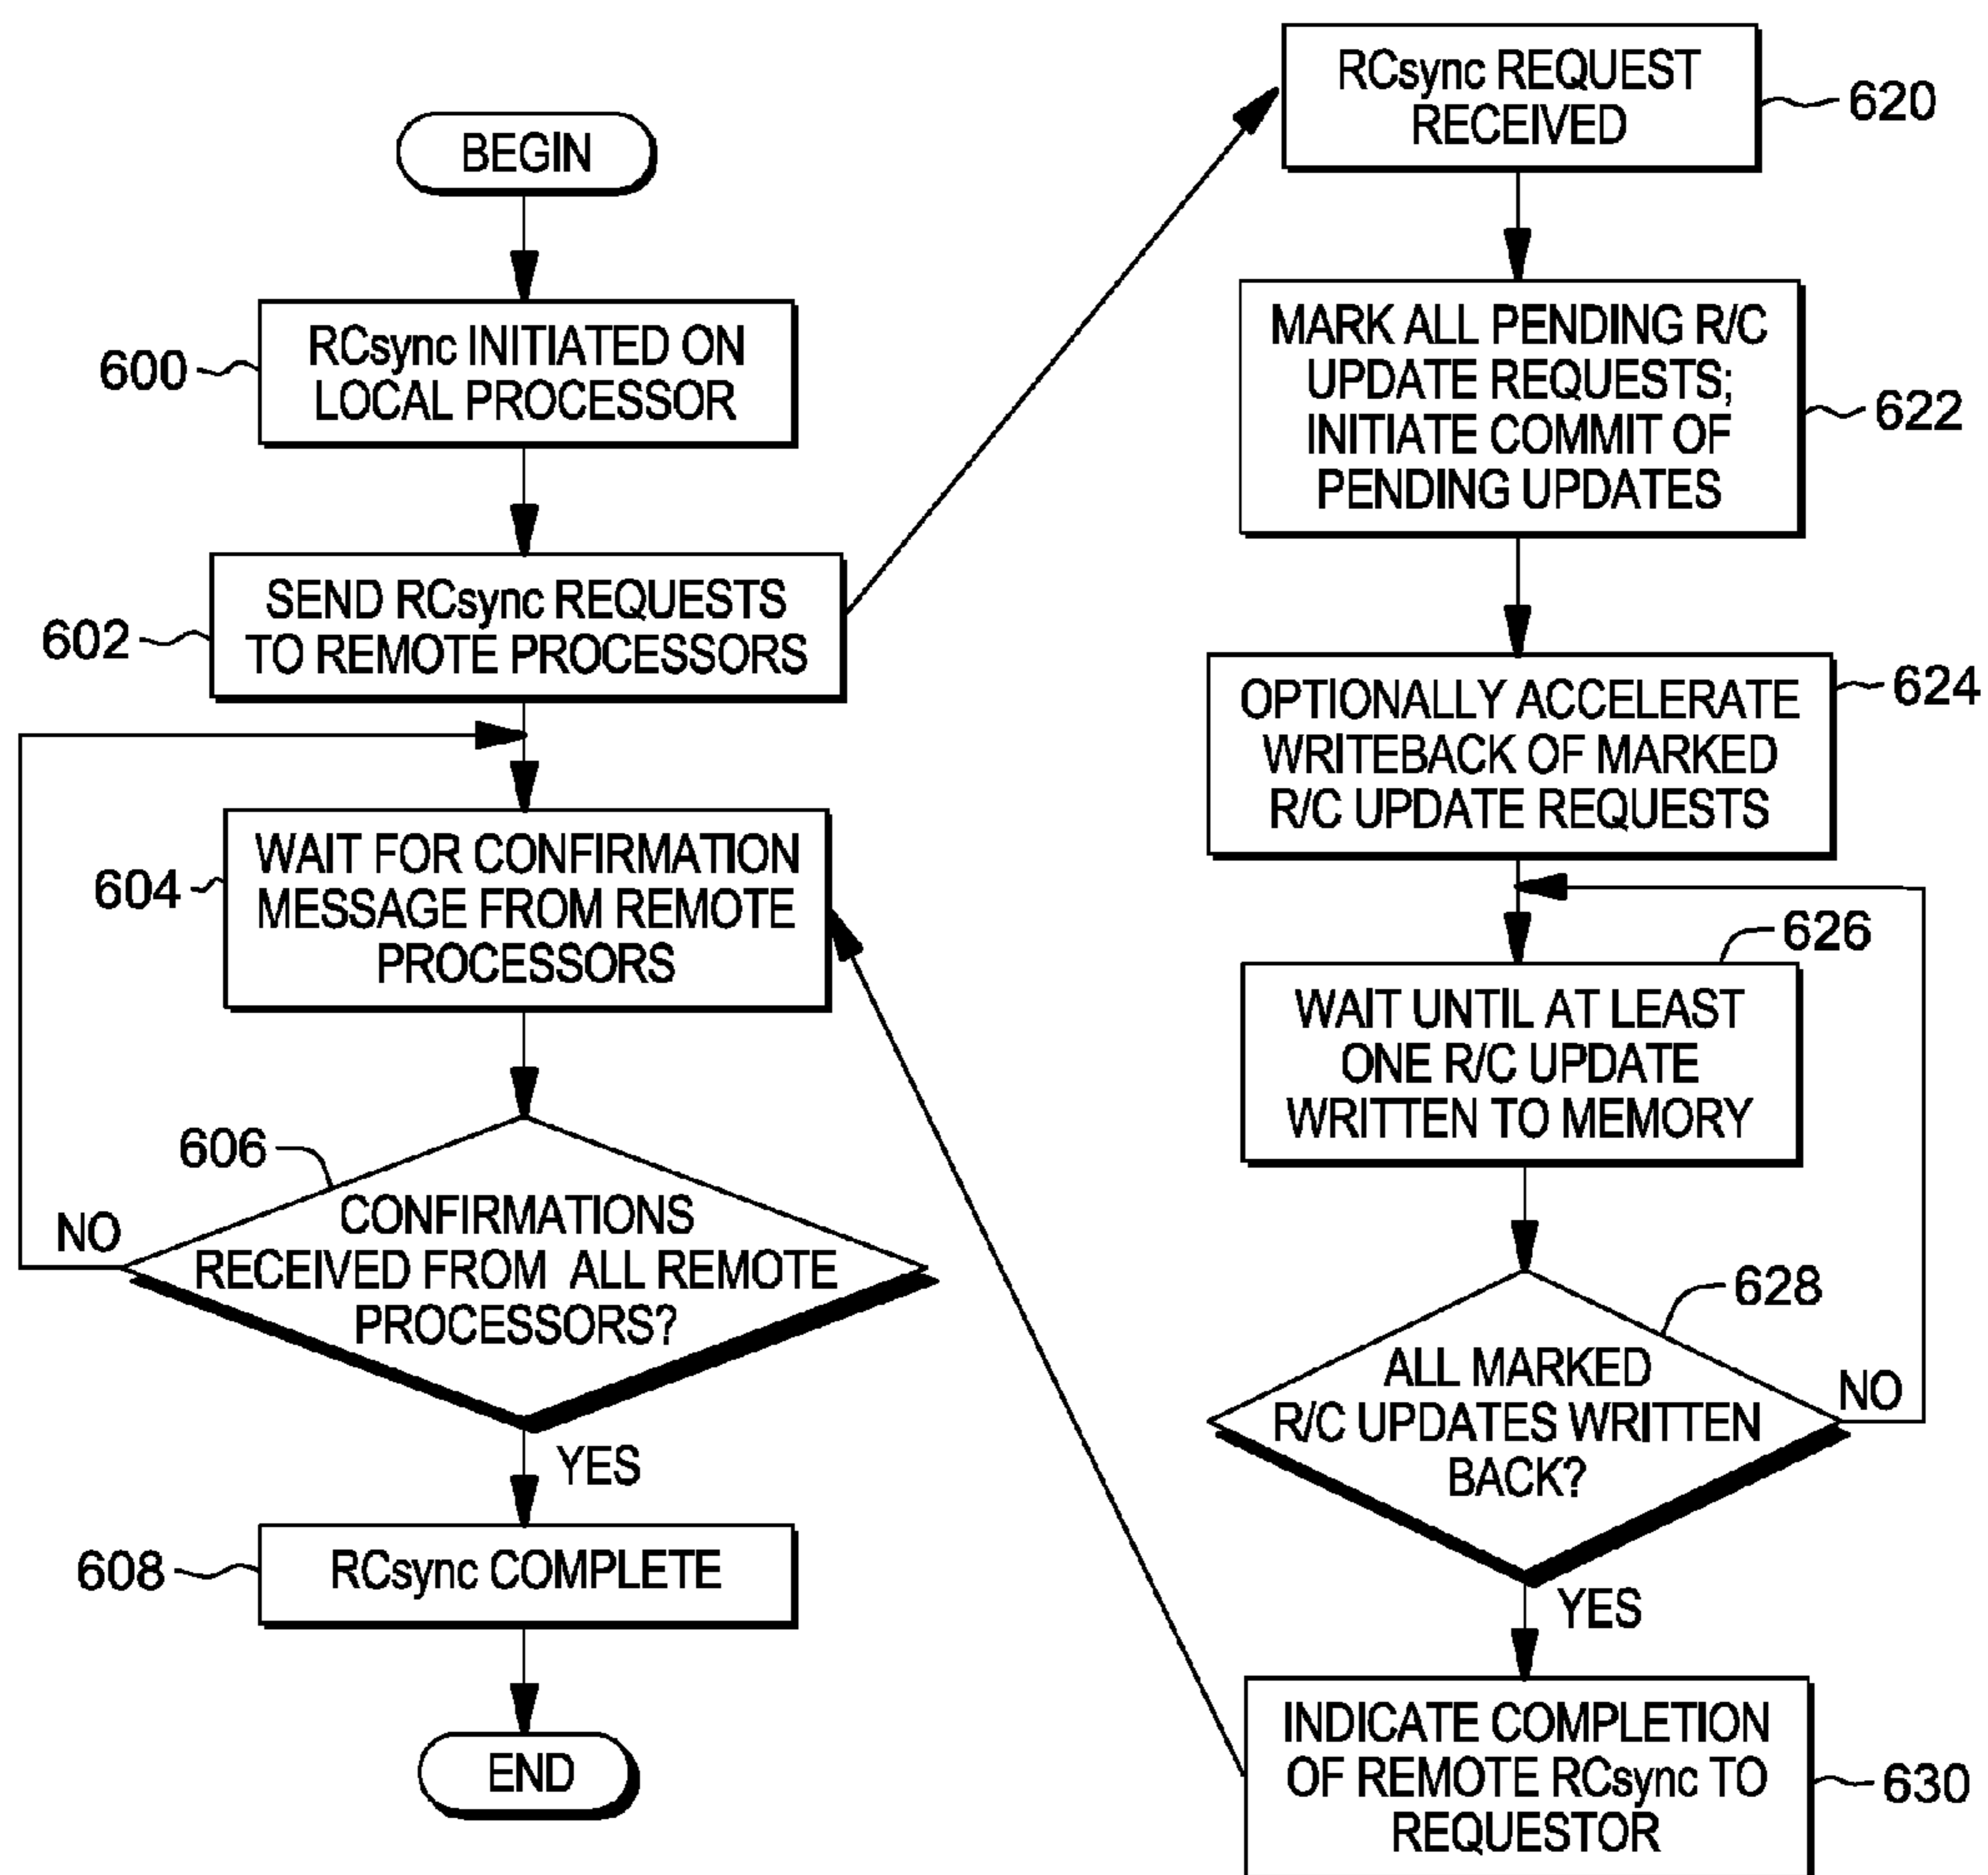 BEGIN
600
RCsync INITIATED ON
LOCAL PROCESSOR
602
SEND RCsync REQUESTS
TO REMOTE PROCESSORS
604
WAIT FOR CONFIRMATION
MESSAGE FROM REMOTE
PROCESSORS
606
CONFIRMATIONS
RECEIVED FROM ALL REMOTE
PROCESSORS?
NO
YES
608
RCsync COMPLETE
END
RCsync REQUEST
RECEIVED
620
MARK ALL PENDING R/C
UPDATE REQUESTS;
INITIATE COMMIT OF
PENDING UPDATES
622
OPTIONALLY ACCELERATE
WRITEBACK OF MARKED
R/C UPDATE REQUESTS
624
626
WAIT UNTIL AT LEAST
ONE R/C UPDATE
WRITTEN TO MEMORY
628
ALL MARKED
R/C UPDATES WRITTEN
BACK?
NO
YES
INDICATE COMPLETION
OF REMOTE RCsync TO
REQUESTOR
630